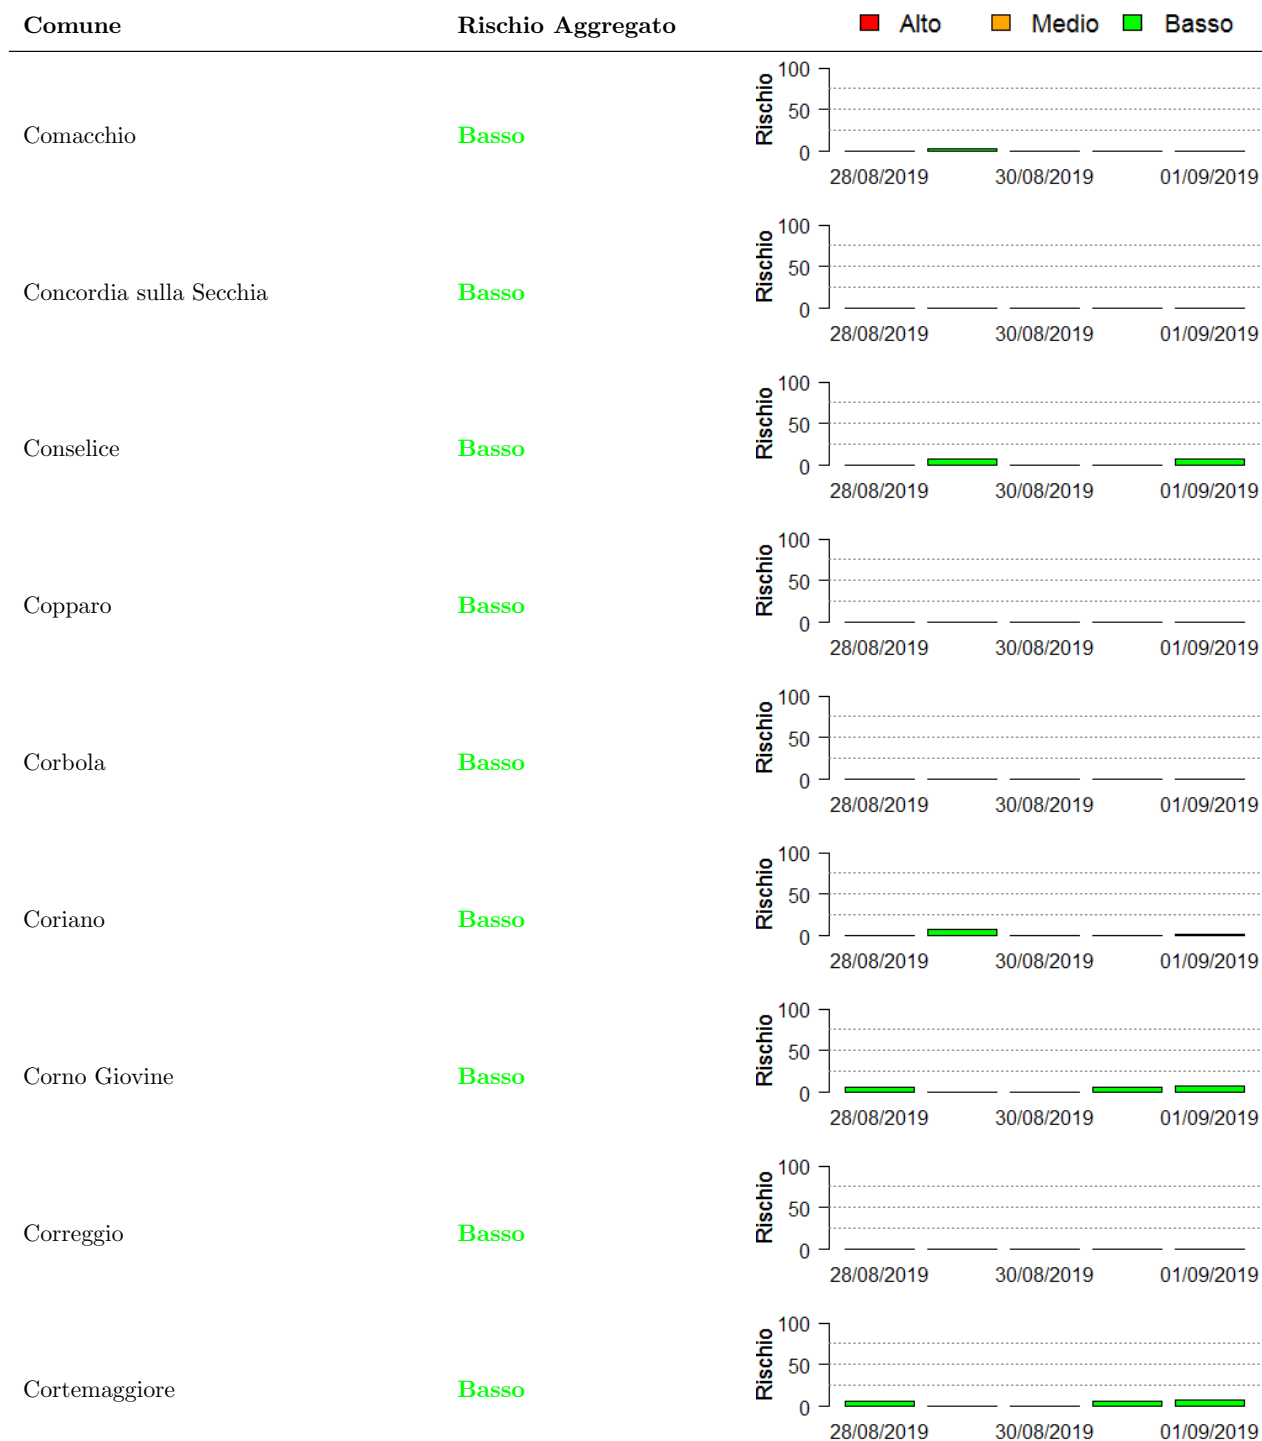 Comune Rischio Aggregato Alto Medio Basso
Comacchio Basso Rischio 100 50 0
28/08/2019 30/08/2019 01/09/2019
Concordia sulla Secchia Basso Rischio 100 50 0
28/08/2019 30/08/2019 01/09/2019
Conselice Basso Rischio 100 50 0
28/08/2019 30/08/2019 01/09/2019
Copparo Basso Rischio 100 50 0
28/08/2019 30/08/2019 01/09/2019
Corbola Basso Rischio 100 50 0
28/08/2019 30/08/2019 01/09/2019
Coriano Basso Rischio 100 50 0
28/08/2019 30/08/2019 01/09/2019
Corno Giovine Basso Rischio 100 50 0
28/08/2019 30/08/2019 01/09/2019
Correggio Basso Rischio 100 50 0
28/08/2019 30/08/2019 01/09/2019
Cortemaggiore Basso Rischio 100 50 0
28/08/2019 30/08/2019 01/09/2019